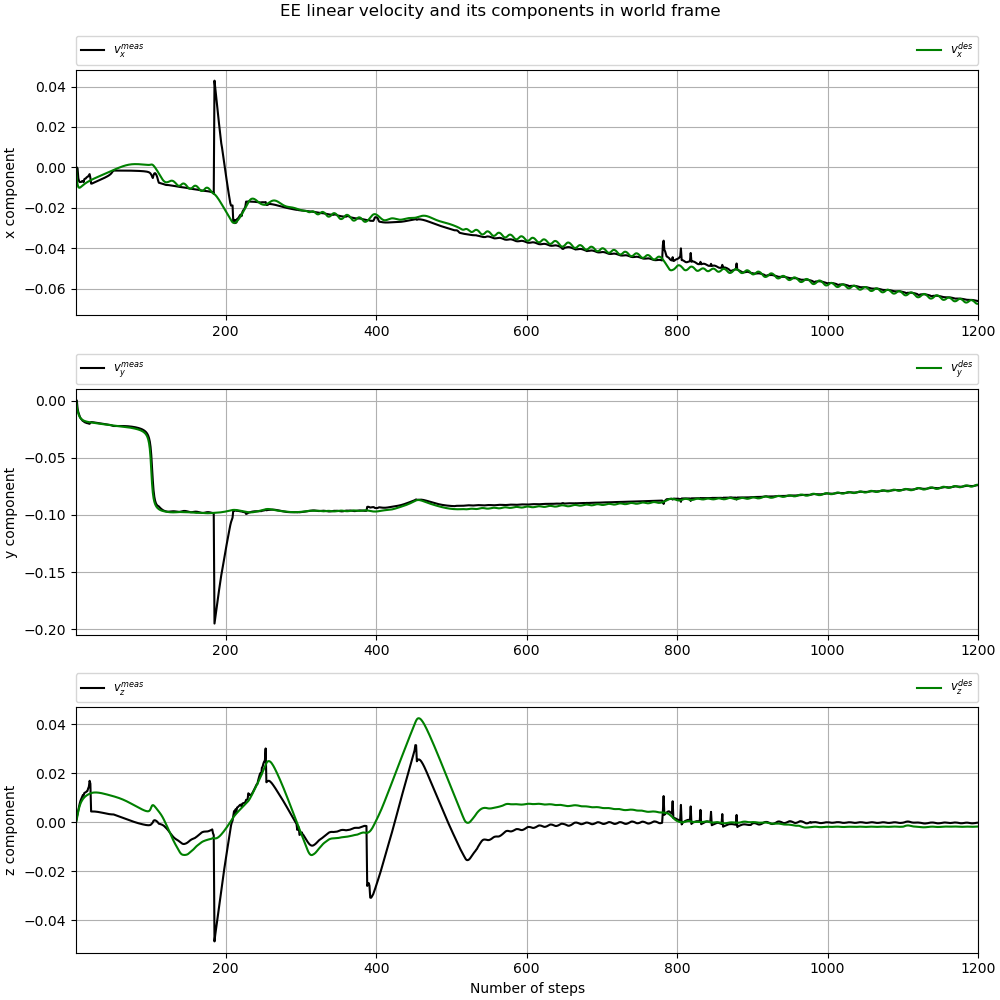 EE linear velocity and its components in world frame
v_x^meas v_x^des
0.04
0.02
0.00
−0.02
−0.04
−0.06
x component
200 400 600 800 1000 1200
v_y^meas v_y^des
0.00
−0.05
−0.10
−0.15
−0.20
y component
200 400 600 800 1000 1200
v_z^meas v_z^des
0.04
0.02
0.00
−0.02
−0.04
z component
200 400 600 800 1000 1200
Number of steps